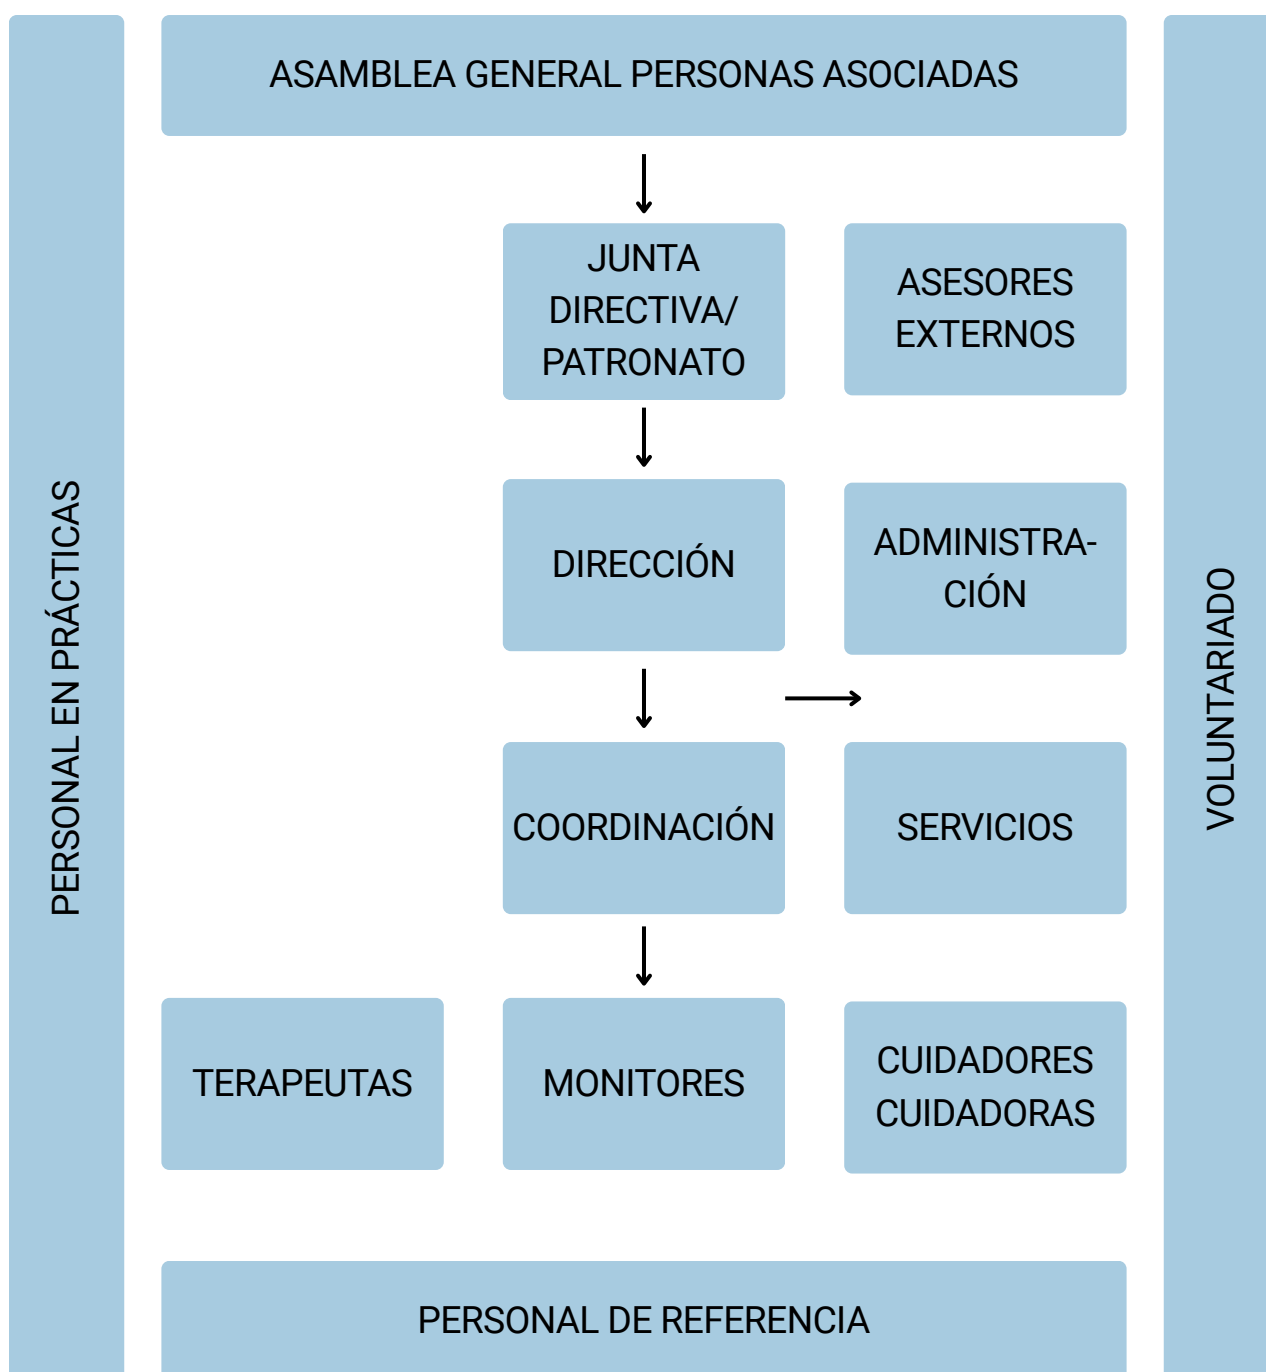 ASAMBLEA GENERAL PERSONAS ASOCIADAS
JUNTA
DIRECTIVA/
PATRONATO
ASESORES
EXTERNOS
DIRECCIÓN
ADMINISTRA-
CIÓN
COORDINACIÓN
SERVICIOS
TERAPEUTAS
MONITORES
CUIDADORES
CUIDADORAS
PERSONAL DE REFERENCIA
PERSONAL EN PRÁCTICAS
VOLUNTARIADO